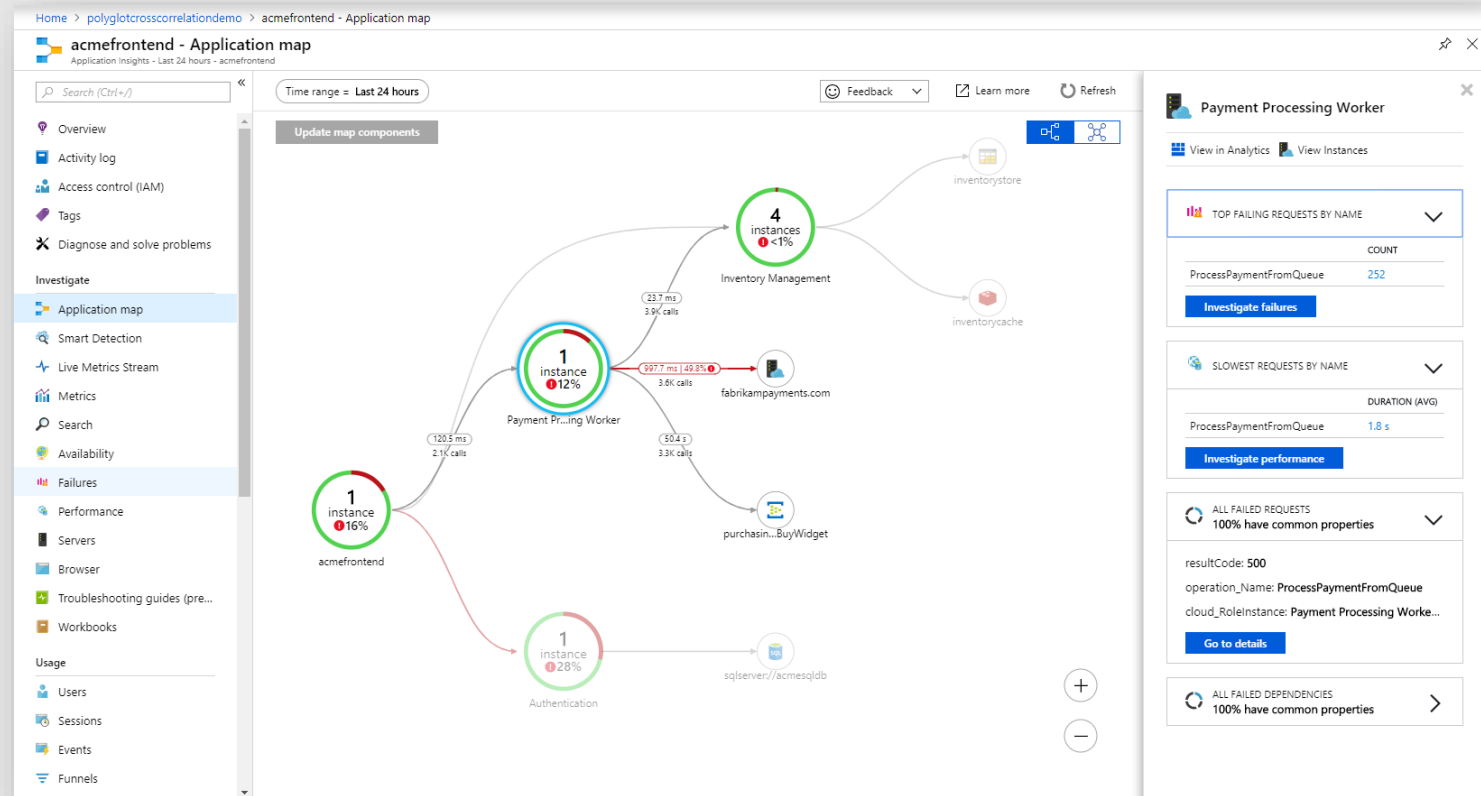 Home > polyglotcrosscorrelationdemo > acmefrontend - Application map
acmefrontend - Application map
Application Insights - Last 24 hours - acmefrontend
Search (Ctrl+/)
Overview
Activity log
Access control (IAM)
Tags
Diagnose and solve problems
Investigate
Application map
Smart Detection
Live Metrics Stream
Metrics
Search
Availability
Failures
Performance
Servers
Browser
Troubleshooting guides (pre...
Workbooks
Usage
Users
Sessions
Events
Funnels
Time range = Last 24 hours
Feedback
Learn more
Refresh
Update map components
inventorystore
4
instances
<1%
Inventory Management
inventorycache
23.7 ms
3.9K calls
1
instance
12%
Payment Pr...ing Worker
997.7 ms | 49.8%
3.6K calls
fabrikampayments.com
120.5 ms
2.1K calls
50.4 s
3.3K calls
purchasin...BuyWidget
1
instance
16%
acmefrontend
1
instance
28%
Authentication
SQL
sqlserver://acmesqldb
Payment Processing Worker
View in Analytics
View Instances
TOP FAILING REQUESTS BY NAME
COUNT
ProcessPaymentFromQueue 252
Investigate failures
SLOWEST REQUESTS BY NAME
DURATION (AVG)
ProcessPaymentFromQueue 1.8 s
Investigate performance
ALL FAILED REQUESTS
100% have common properties
resultCode: 500
operation_Name: ProcessPaymentFromQueue
cloud_RoleInstance: Payment Processing Worke...
Go to details
ALL FAILED DEPENDENCIES
100% have common properties